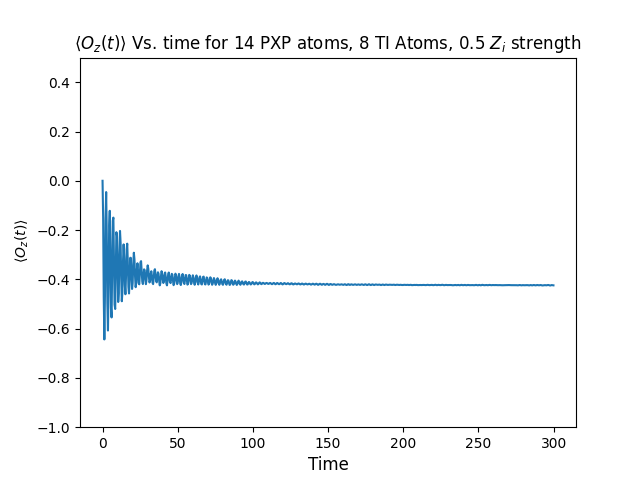 ⟨O_z(t)⟩ Vs. time for 14 PXP atoms, 8 TI Atoms, 0.5 Z_i strength
0.4
0.2
0.0
−0.2
−0.4
−0.6
−0.8
−1.0
⟨O_z(t)⟩
0 50 100 150 200 250 300
Time